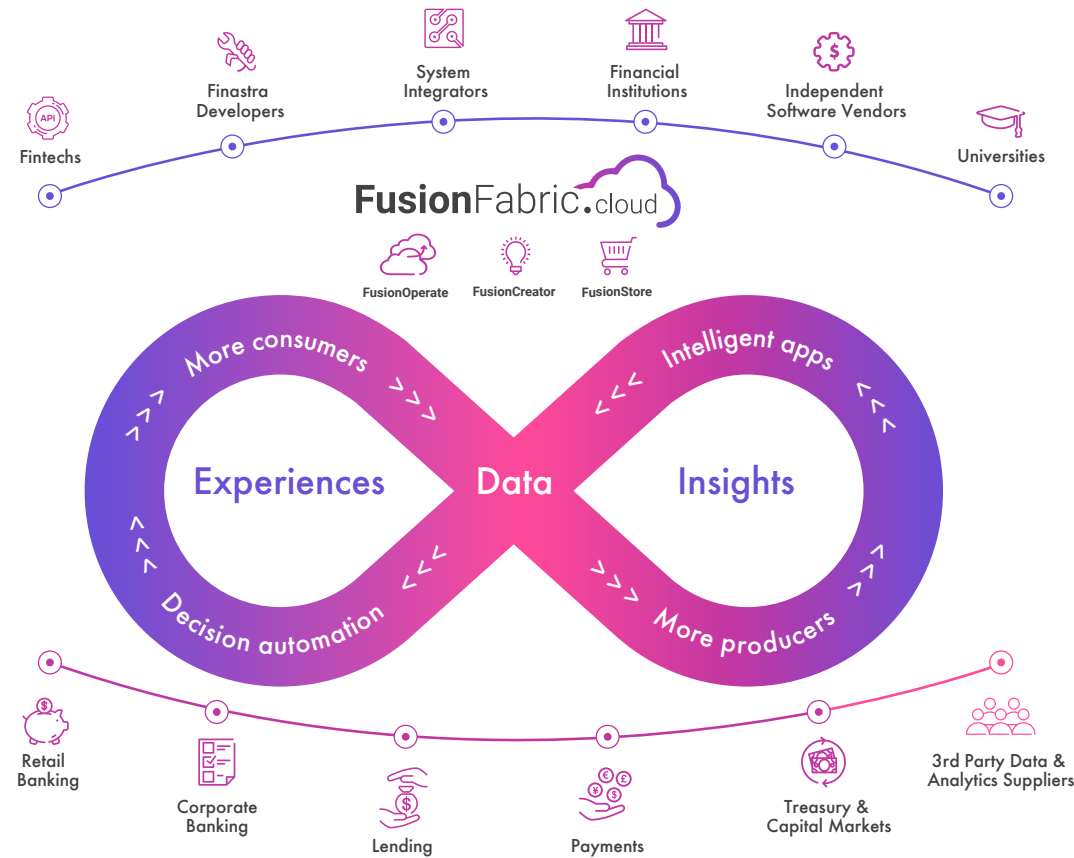 System
Integrators
Financial
Institutions
$
Finastra
Developers
Independent
Software Vendors
API
Fintechs
Universities
FusionFabric.cloud
FusionOperate
FusionCreator
FusionStore
More consumers
>>>
Intelligent apps
<<<
>>>
<<<
Experiences
Data
Insights
<<<
Decision automation
<<<
>>>
More producers
>>>
$
Retail
Banking
Corporate
Banking
$
Lending
€
£
¥
$
Payments
Treasury &
Capital Markets
3rd Party Data &
Analytics Suppliers